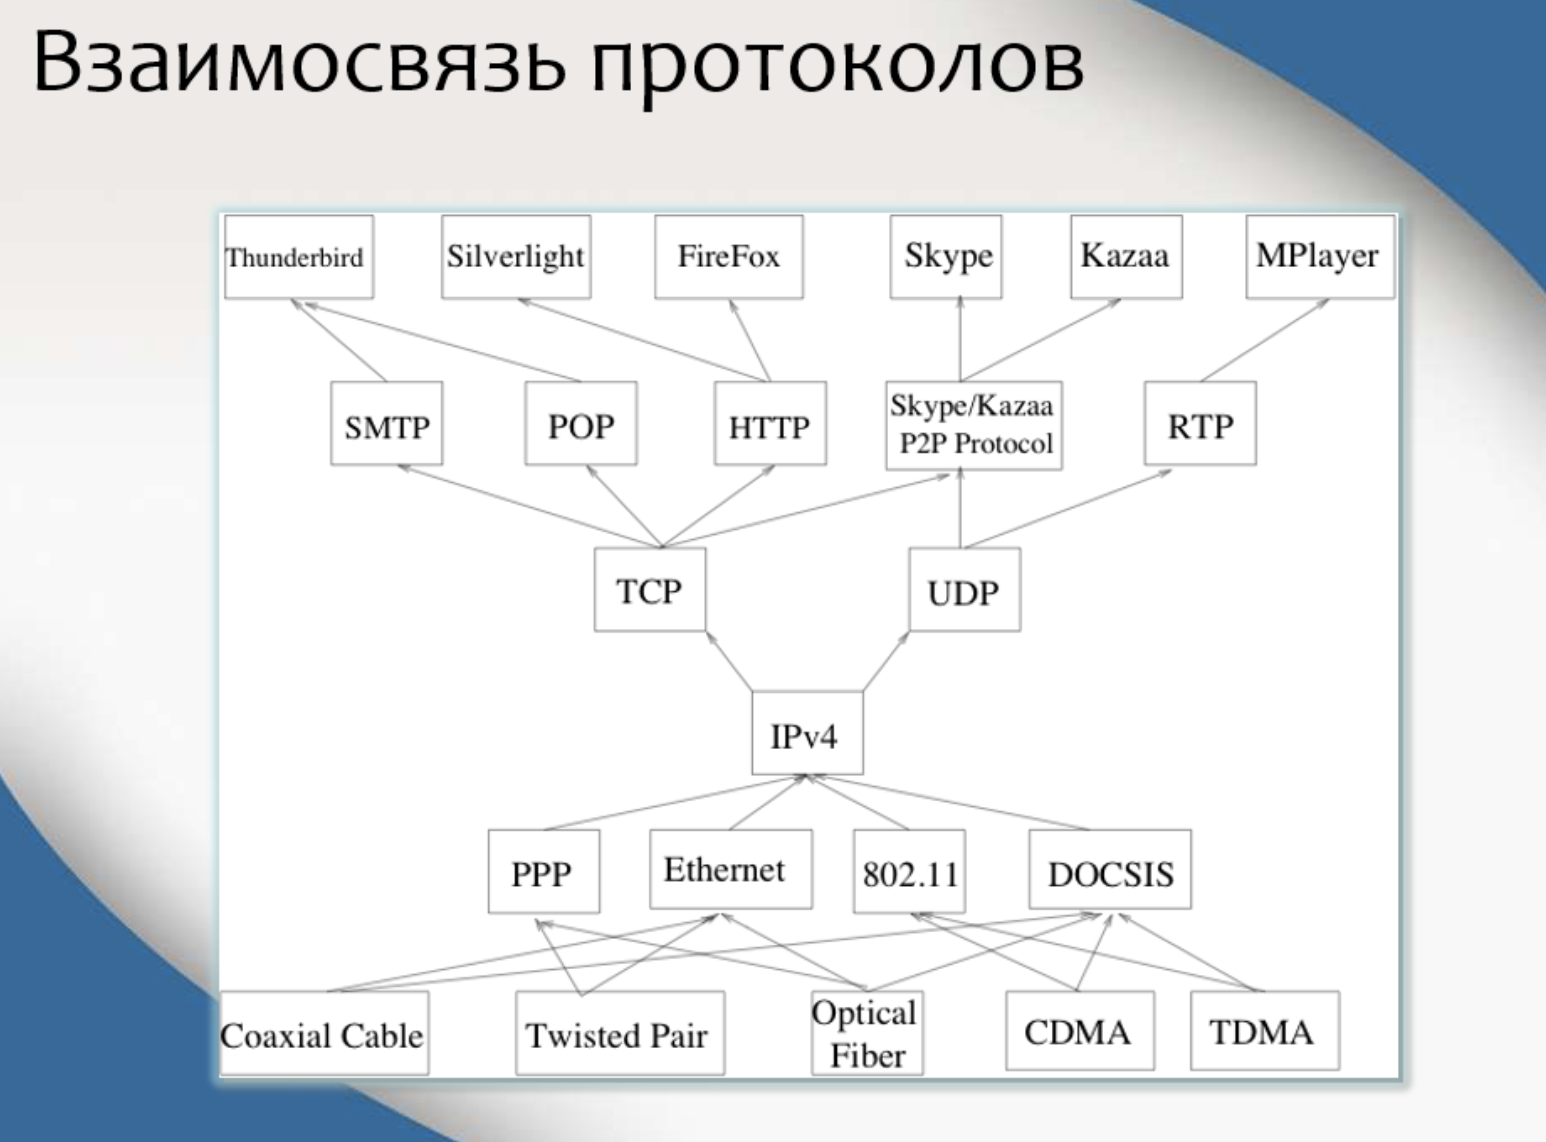 Взаимосвязь протоколов
Thunderbird
Silverlight
FireFox
Skype
Kazaa
MPlayer
SMTP
POP
HTTP
Skype/Kazaa
P2P Protocol
RTP
TCP
UDP
IPv4
PPP
Ethernet
802.11
DOCSIS
Coaxial Cable
Twisted Pair
Optical
Fiber
CDMA
TDMA